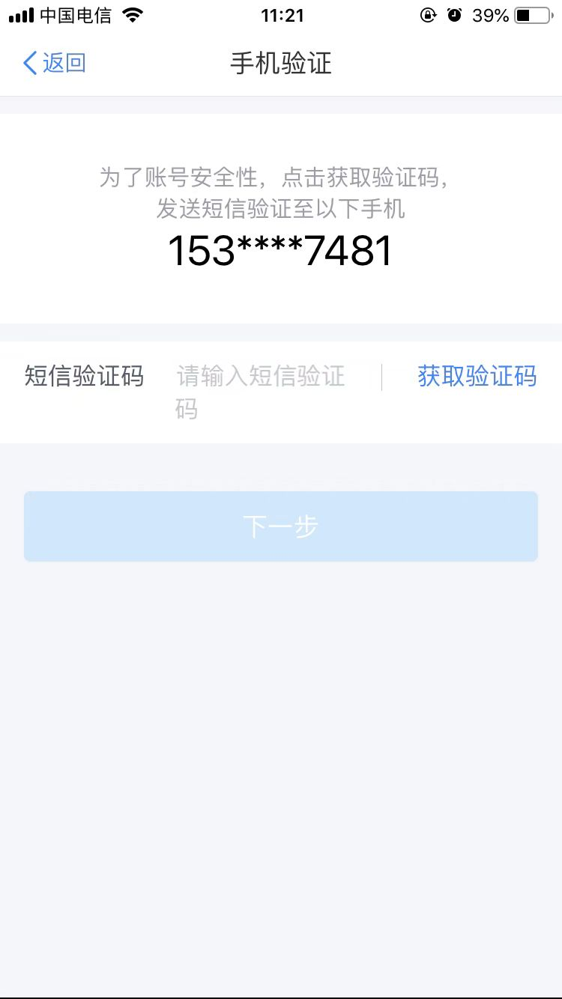 中国电信 11:21 39%
返回 手机验证
为了账号安全性，点击获取验证码，
发送短信验证至以下手机
153****7481
短信验证码 请输入短信验证 获取验证码
码
下一步